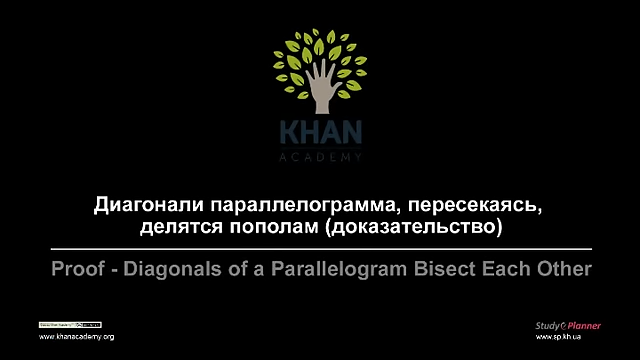 KHAN
ACADEMY
Диагонали параллелограмма, пересекаясь,
делятся пополам (доказательство)
Proof - Diagonals of a Parallelogram Bisect Each Other
Study Planner
www.khanacademy.org
www.sp.kh.ua